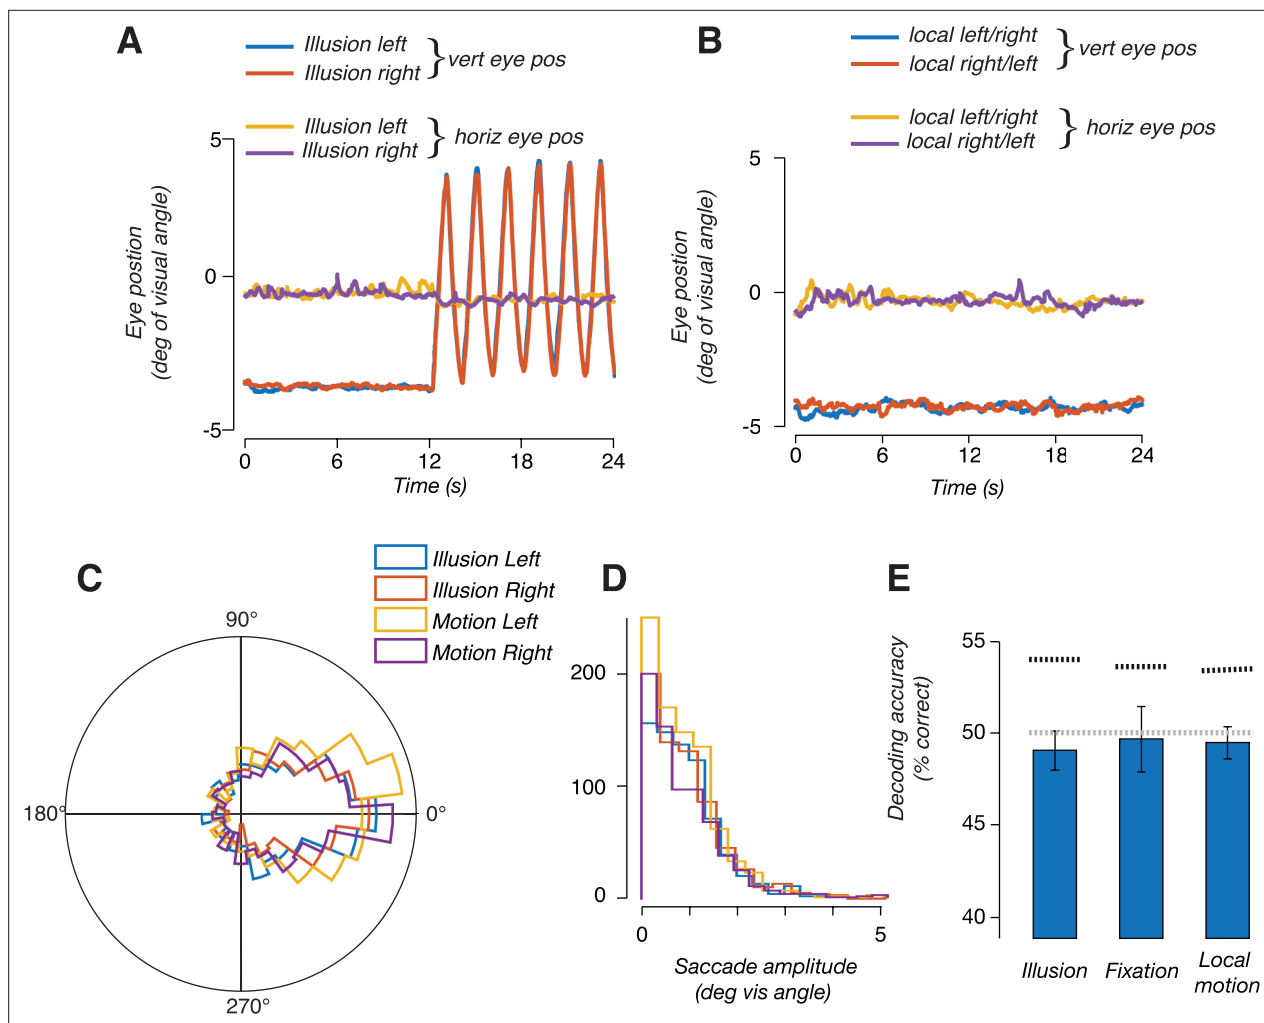 A
Illusion left
Illusion right
vert eye pos
Illusion left
Illusion right
horiz eye pos
5
0
-5
Eye postion
(deg of visual angle)
0 6 12 18 24
Time (s)
B
local left/right
local right/left
vert eye pos
local left/right
local right/left
horiz eye pos
5
0
-5
Eye postion
(deg of visual angle)
0 6 12 18 24
Time (s)
C
Illusion Left
Illusion Right
Motion Left
Motion Right
90°
180°
0°
270°
D
200
100
0
0 5
Saccade amplitude
(deg vis angle)
E
55
50
45
40
Decoding accuracy
(% correct)
Illusion
Fixation
Local
motion